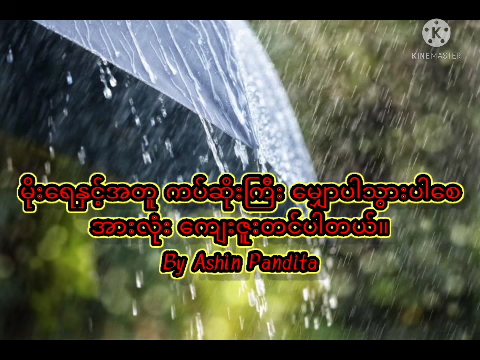 KINEMASTER
မိုးရေနှင့်အတူ ကပ်ဆိုးကြီး မျှောပါသွားပါစေ
အားလုံး ကျေးဇူးတင်ပါတယ်။
By Ashin Pandita